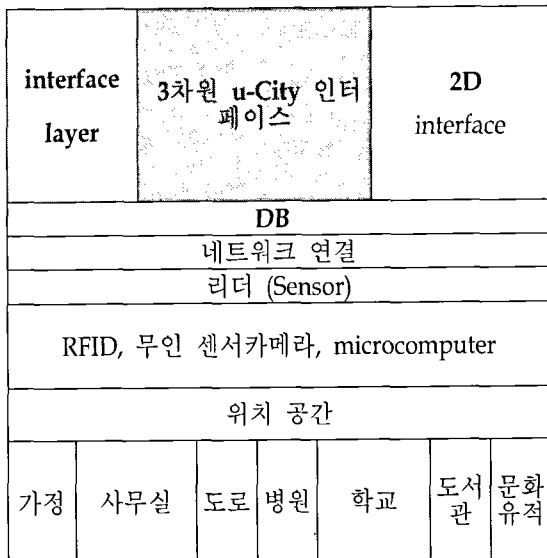 interface
layer
3차원 u-City 인터
페이스
2D
interface
DB
네트워크 연결
리더 (Sensor)
RFID, 무인 센서카메라, microcomputer
위치 공간
가정
사무실
도로
병원
학교
도서
관
문화
유적